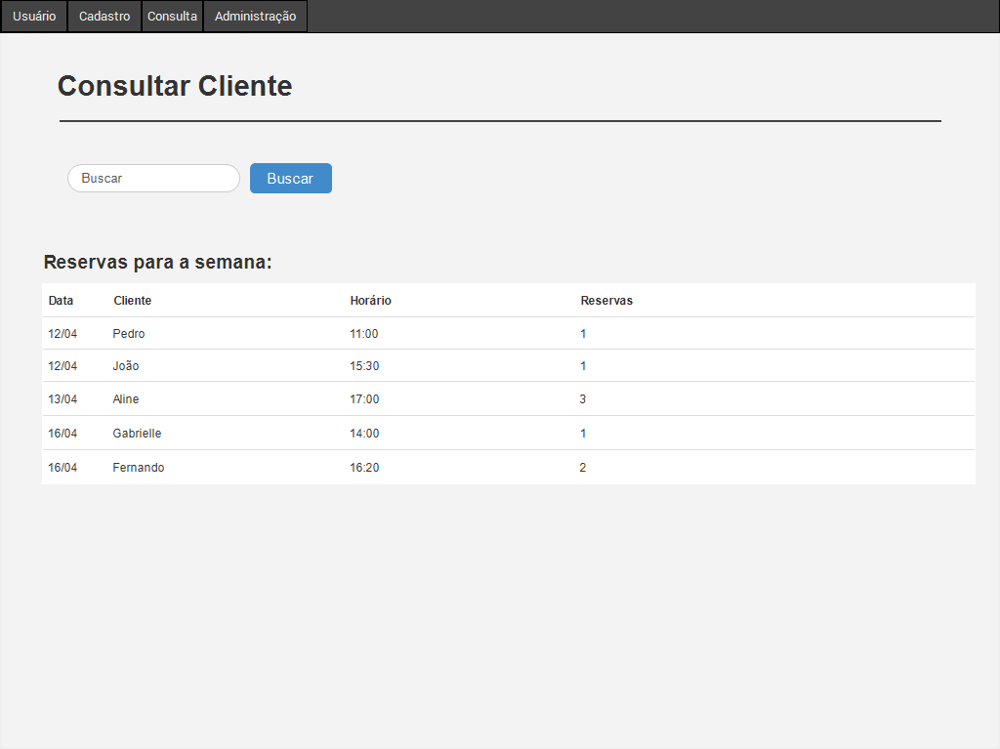 Usuário Cadastro Consulta Administração
Consultar Cliente
Buscar Buscar
Reservas para a semana:
Data Cliente Horário Reservas
12/04 Pedro 11:00 1
12/04 João 15:30 1
13/04 Aline 17:00 3
16/04 Gabrielle 14:00 1
16/04 Fernando 16:20 2